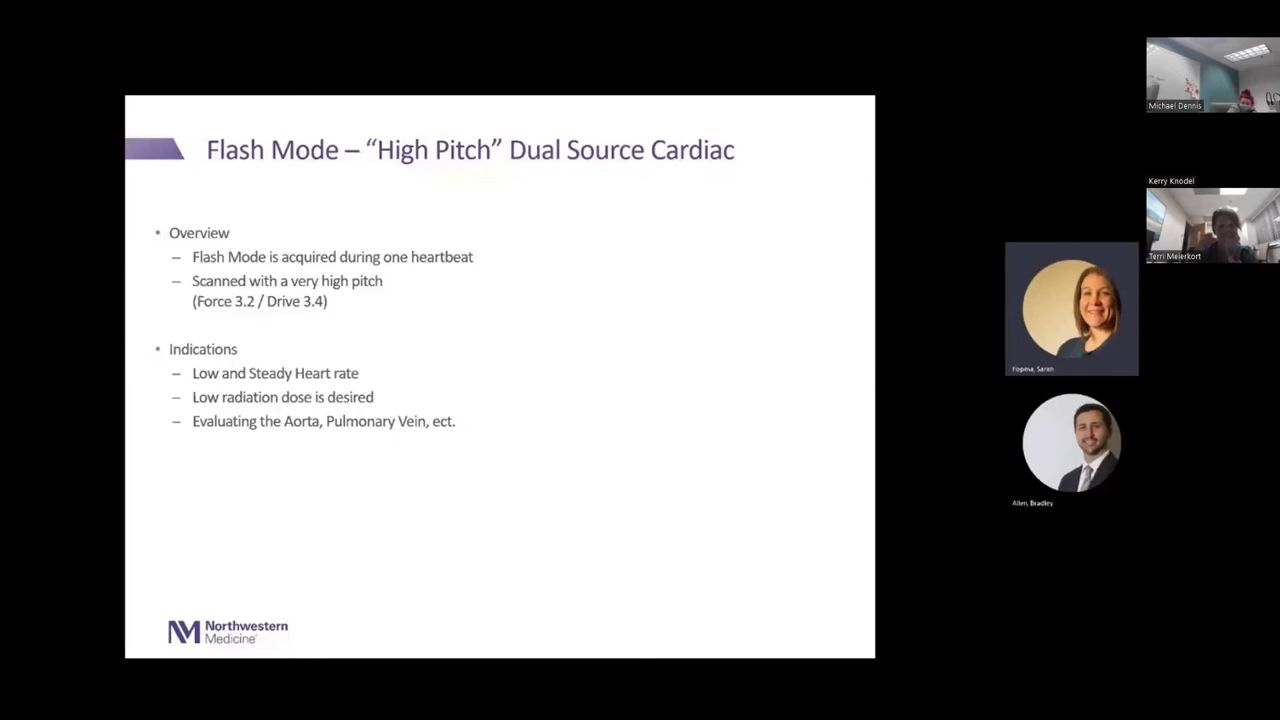 Flash Mode – “High Pitch” Dual Source Cardiac
• Overview
– Flash Mode is acquired during one heartbeat
– Scanned with a very high pitch
(Force 3.2 / Drive 3.4)
• Indications
– Low and Steady Heart rate
– Low radiation dose is desired
– Evaluating the Aorta, Pulmonary Vein, ect.
Northwestern
Medicine
Michael Dennis
Kerry Knodel
Terri Meierkort
Popma, Sarah
Allen, Bradley